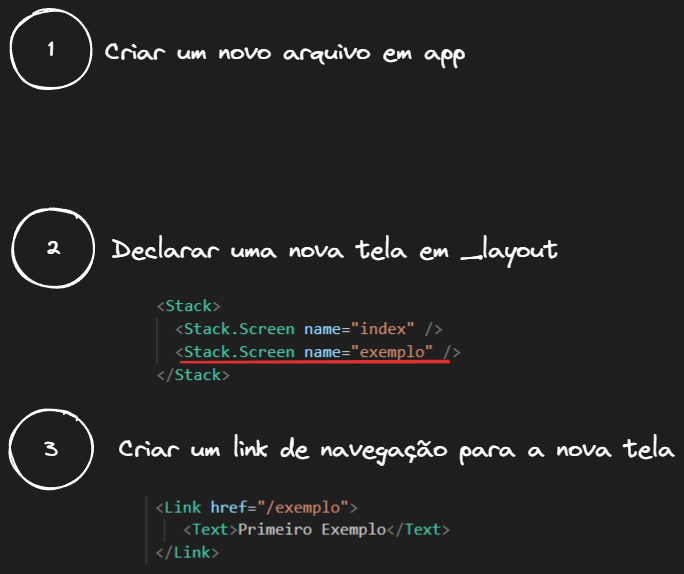 1
Criar um novo arquivo em app
2
Declarar uma nova tela em _layout
<Stack>
<Stack.Screen name="index" />
<Stack.Screen name="exemplo" />
</Stack>
3
Criar um link de navegação para a nova tela
<Link href="/exemplo">
<Text>Primeiro Exemplo</Text>
</Link>